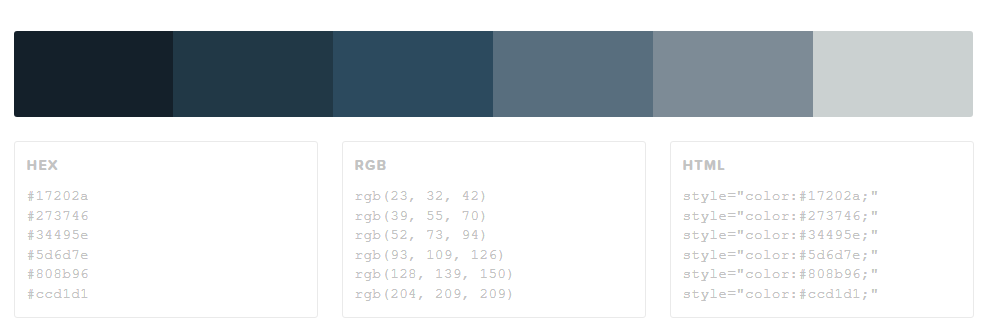 HEX
#17202a
#273746
#34495e
#5d6d7e
#808b96
#ccd1d1
RGB
rgb(23, 32, 42)
rgb(39, 55, 70)
rgb(52, 73, 94)
rgb(93, 109, 126)
rgb(128, 139, 150)
rgb(204, 209, 209)
HTML
style="color:#17202a;"
style="color:#273746;"
style="color:#34495e;"
style="color:#5d6d7e;"
style="color:#808b96;"
style="color:#ccd1d1;"